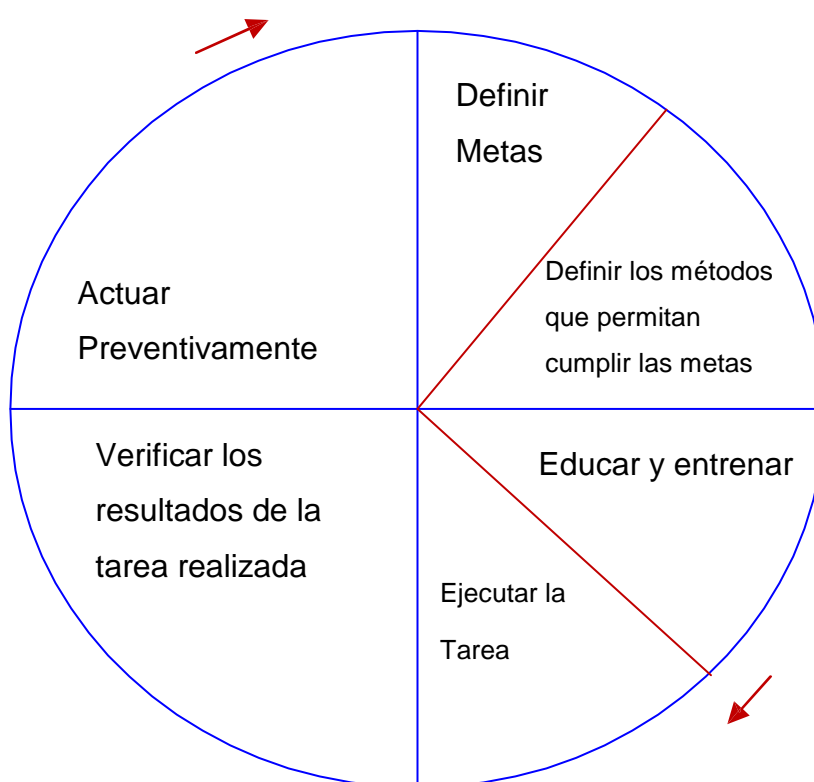 Definir
Metas
Definir los métodos
que permitan
cumplir las metas
Educar y entrenar
Ejecutar la
Tarea
Verificar los
resultados de la
tarea realizada
Actuar
Preventivamente